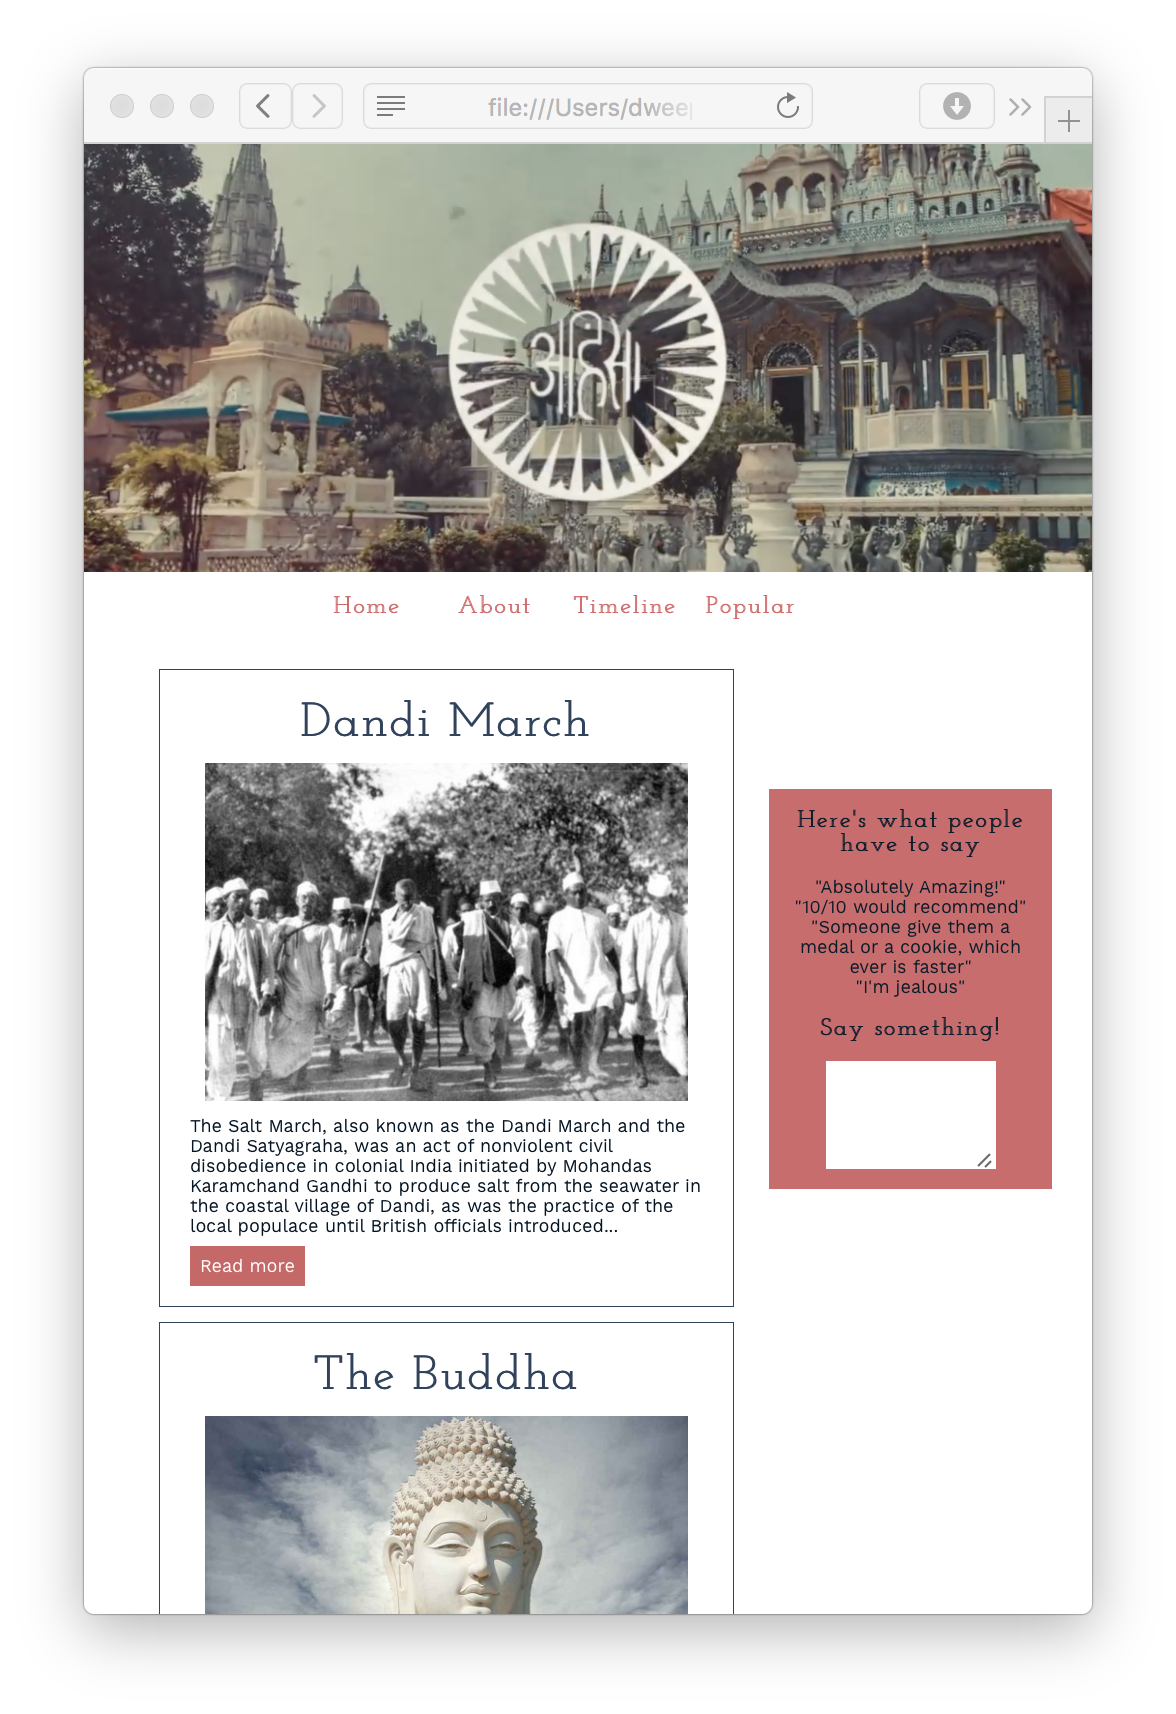 file:///Users/dwee
अहिंसा
Home About Timeline Popular
Dandi March
The Salt March, also known as the Dandi March and the
Dandi Satyagraha, was an act of nonviolent civil
disobedience in colonial India initiated by Mohandas
Karamchand Gandhi to produce salt from the seawater in
the coastal village of Dandi, as was the practice of the
local populace until British officials introduced...
Read more
The Buddha
Here's what people
have to say
"Absolutely Amazing!"
"10/10 would recommend"
"Someone give them a
medal or a cookie, which
ever is faster"
"I'm jealous"
Say something!